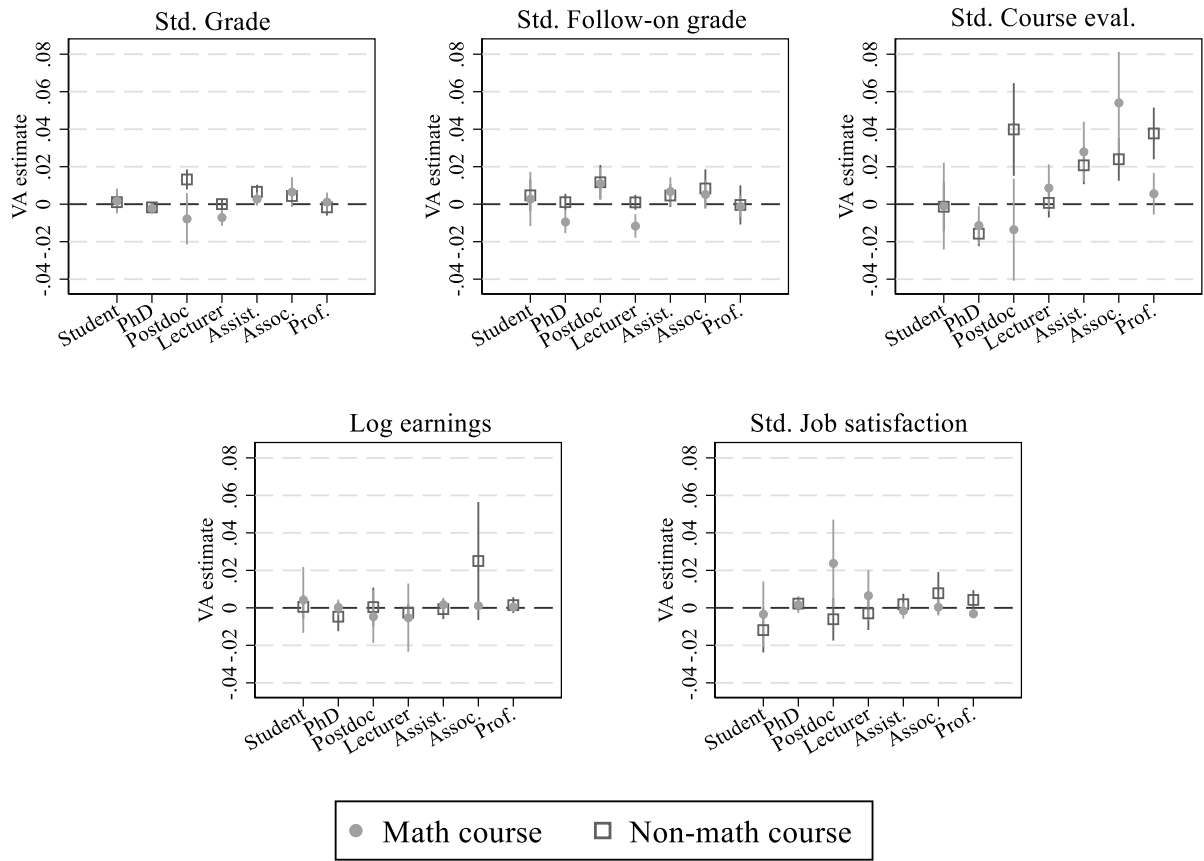 Std. Grade
VA estimate
-.04 -.02 0 .02 .04 .06 .08
Student PhD Postdoc Lecturer Assist. Assoc. Prof.
Std. Follow-on grade
VA estimate
-.04 -.02 0 .02 .04 .06 .08
Student PhD Postdoc Lecturer Assist. Assoc. Prof.
Std. Course eval.
VA estimate
-.04 -.02 0 .02 .04 .06 .08
Student PhD Postdoc Lecturer Assist. Assoc. Prof.
Log earnings
VA estimate
-.04 -.02 0 .02 .04 .06 .08
Student PhD Postdoc Lecturer Assist. Assoc. Prof.
Std. Job satisfaction
VA estimate
-.04 -.02 0 .02 .04 .06 .08
Student PhD Postdoc Lecturer Assist. Assoc. Prof.
Math course Non-math course